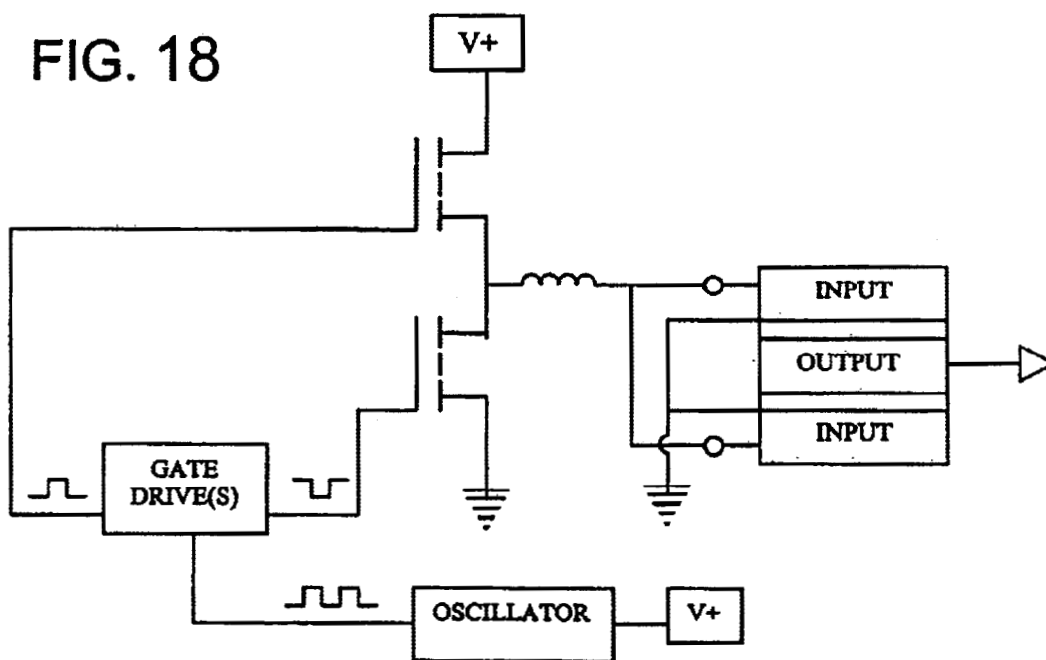 FIG. 18
V+
INPUT
OUTPUT
INPUT
GATE
DRIVE(S)
OSCILLATOR
V+